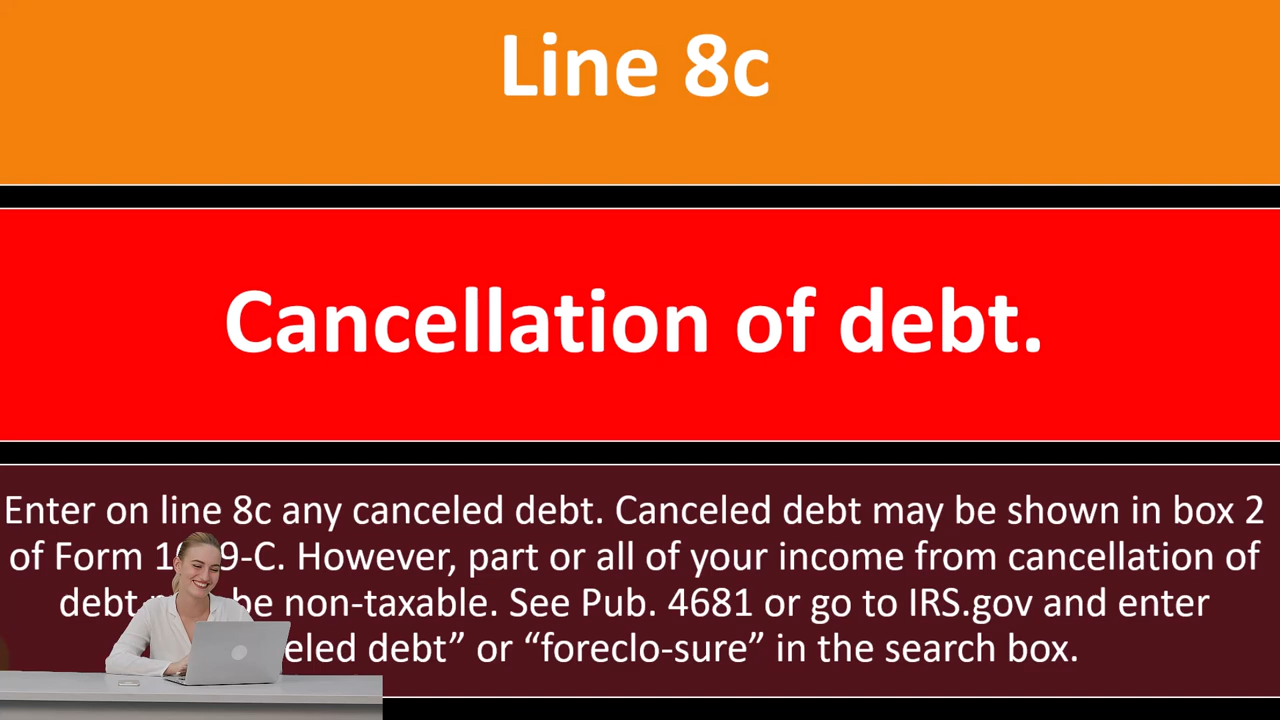 Line 8c
Cancellation of debt.
Enter on line 8c any canceled debt. Canceled debt may be shown in box 2
of Form 9-C. However, part or all of your income from cancellation of
debt be non-taxable. See Pub. 4681 or go to IRS.gov and enter
eled debt” or “foreclo-sure” in the search box.